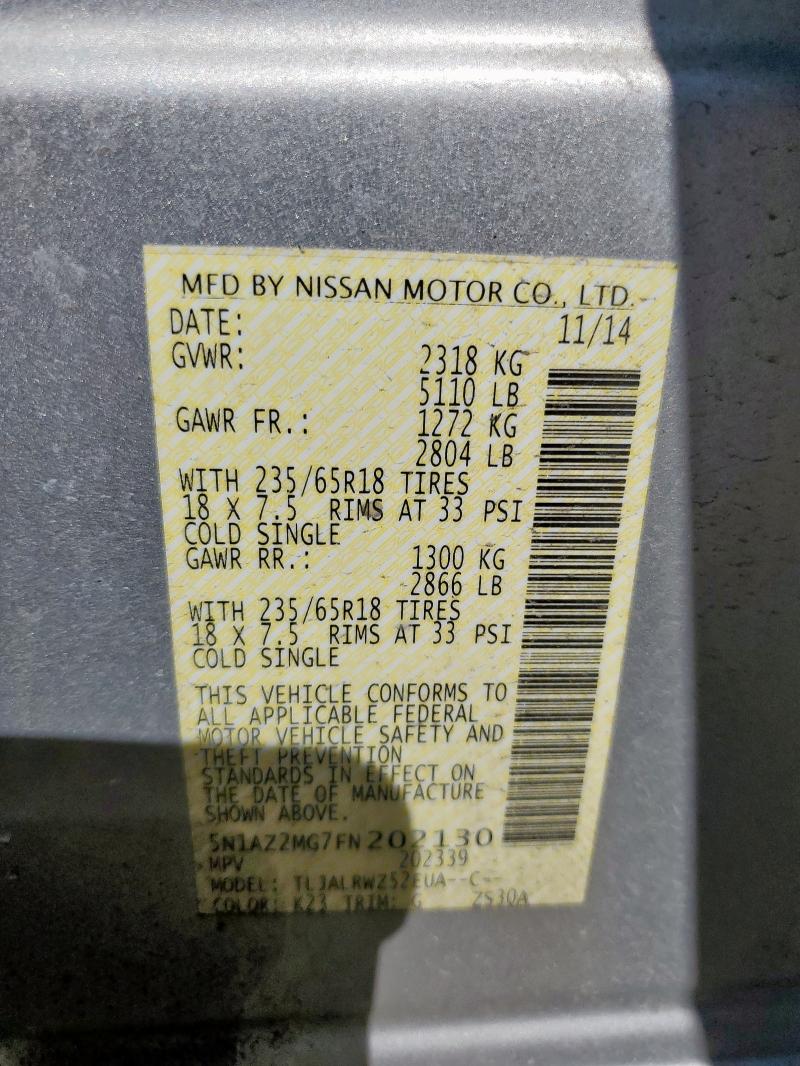 MFD BY NISSAN MOTOR CO., LTD.
DATE: 11/14
GVWR: 2318 KG
5110 LB
GAWR FR.: 1272 KG
2804 LB
WITH 235/65R18 TIRES
18 X 7.5 RIMS AT 33 PSI
COLD SINGLE
GAWR RR.: 1300 KG
2866 LB
WITH 235/65R18 TIRES
18 X 7.5 RIMS AT 33 PSI
COLD SINGLE
THIS VEHICLE CONFORMS TO
ALL APPLICABLE FEDERAL
MOTOR VEHICLE SAFETY AND
THEFT PREVENTION
STANDARDS IN EFFECT ON
THE DATE OF MANUFACTURE
SHOWN ABOVE.
5N1AZ2MG7FN202130
MPV 202339
MODEL: TLJALRWZ52EUA--C--
COLOR: K23 TRIM: G ZS30A